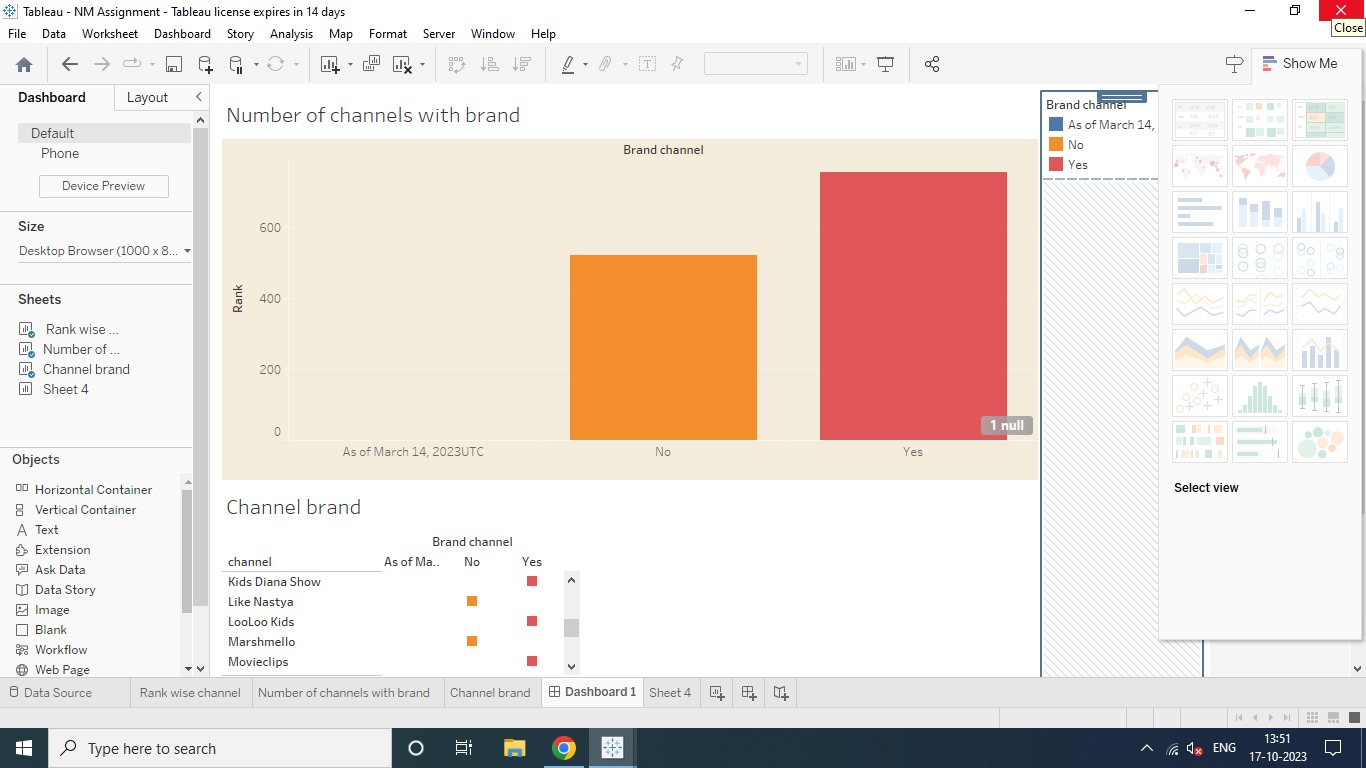 Tableau - NM Assignment - Tableau license expires in 14 days
Close
File Data Worksheet Dashboard Story Analysis Map Format Server Window Help
Show Me
Dashboard Layout
Default
Phone
Device Preview
Size
Desktop Browser (1000 x 8...
Sheets
Rank wise ...
Number of ...
Channel brand
Sheet 4
Objects
Horizontal Container
Vertical Container
Text
Extension
Ask Data
Data Story
Image
Blank
Workflow
Web Page
Number of channels with brand
Brand channel
Rank
600
400
200
0
1 null
As of March 14, 2023UTC No Yes
Channel brand
Brand channel
channel As of Ma.. No Yes
Kids Diana Show
Like Nastya
LooLoo Kids
Marshmello
Movieclips
Brand channel
As of March 14,
No
Yes
Select view
Data Source Rank wise channel Number of channels with brand Channel brand Dashboard 1 Sheet 4
Type here to search
ENG
13:51
17-10-2023